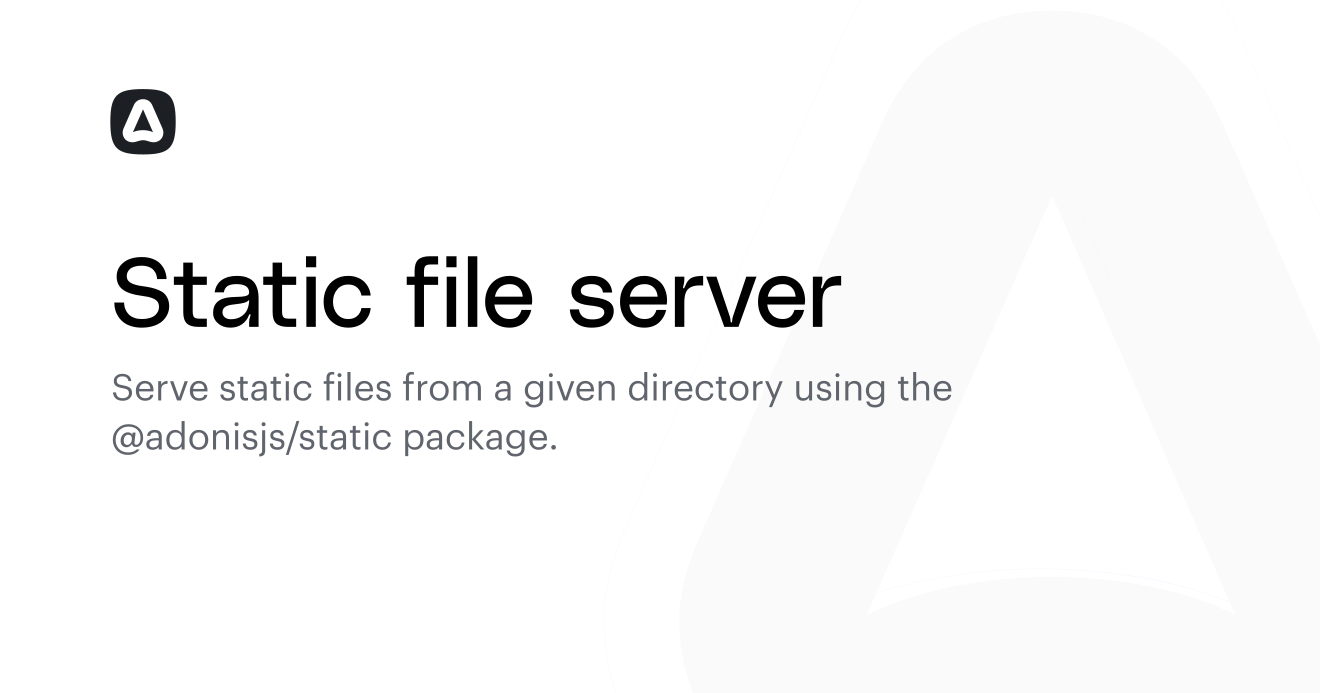 Static file server
Serve static files from a given directory using the
@adonisjs/static package.